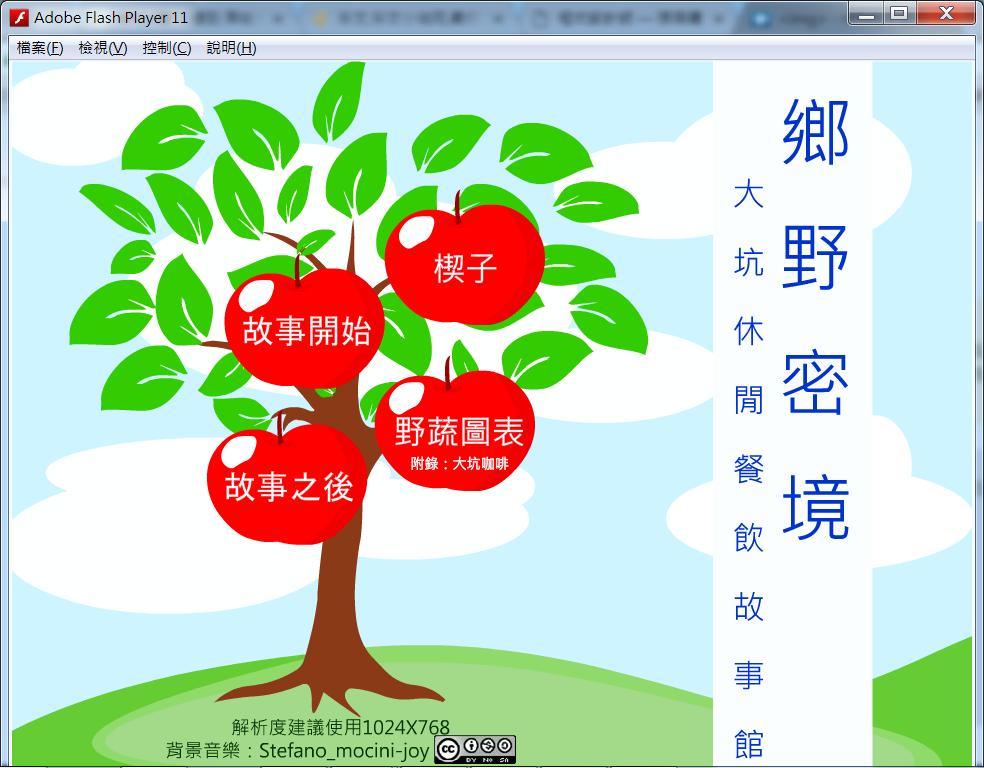 Adobe Flash Player 11
檔案(F) 檢視(V) 控制(C) 說明(H)
鄉野密境
大坑休閒餐飲故事館
楔子
故事開始
野蔬圖表
附錄：大坑咖啡
故事之後
解析度建議使用1024X768
背景音樂：Stefano_mocini-joy
BY NC SA